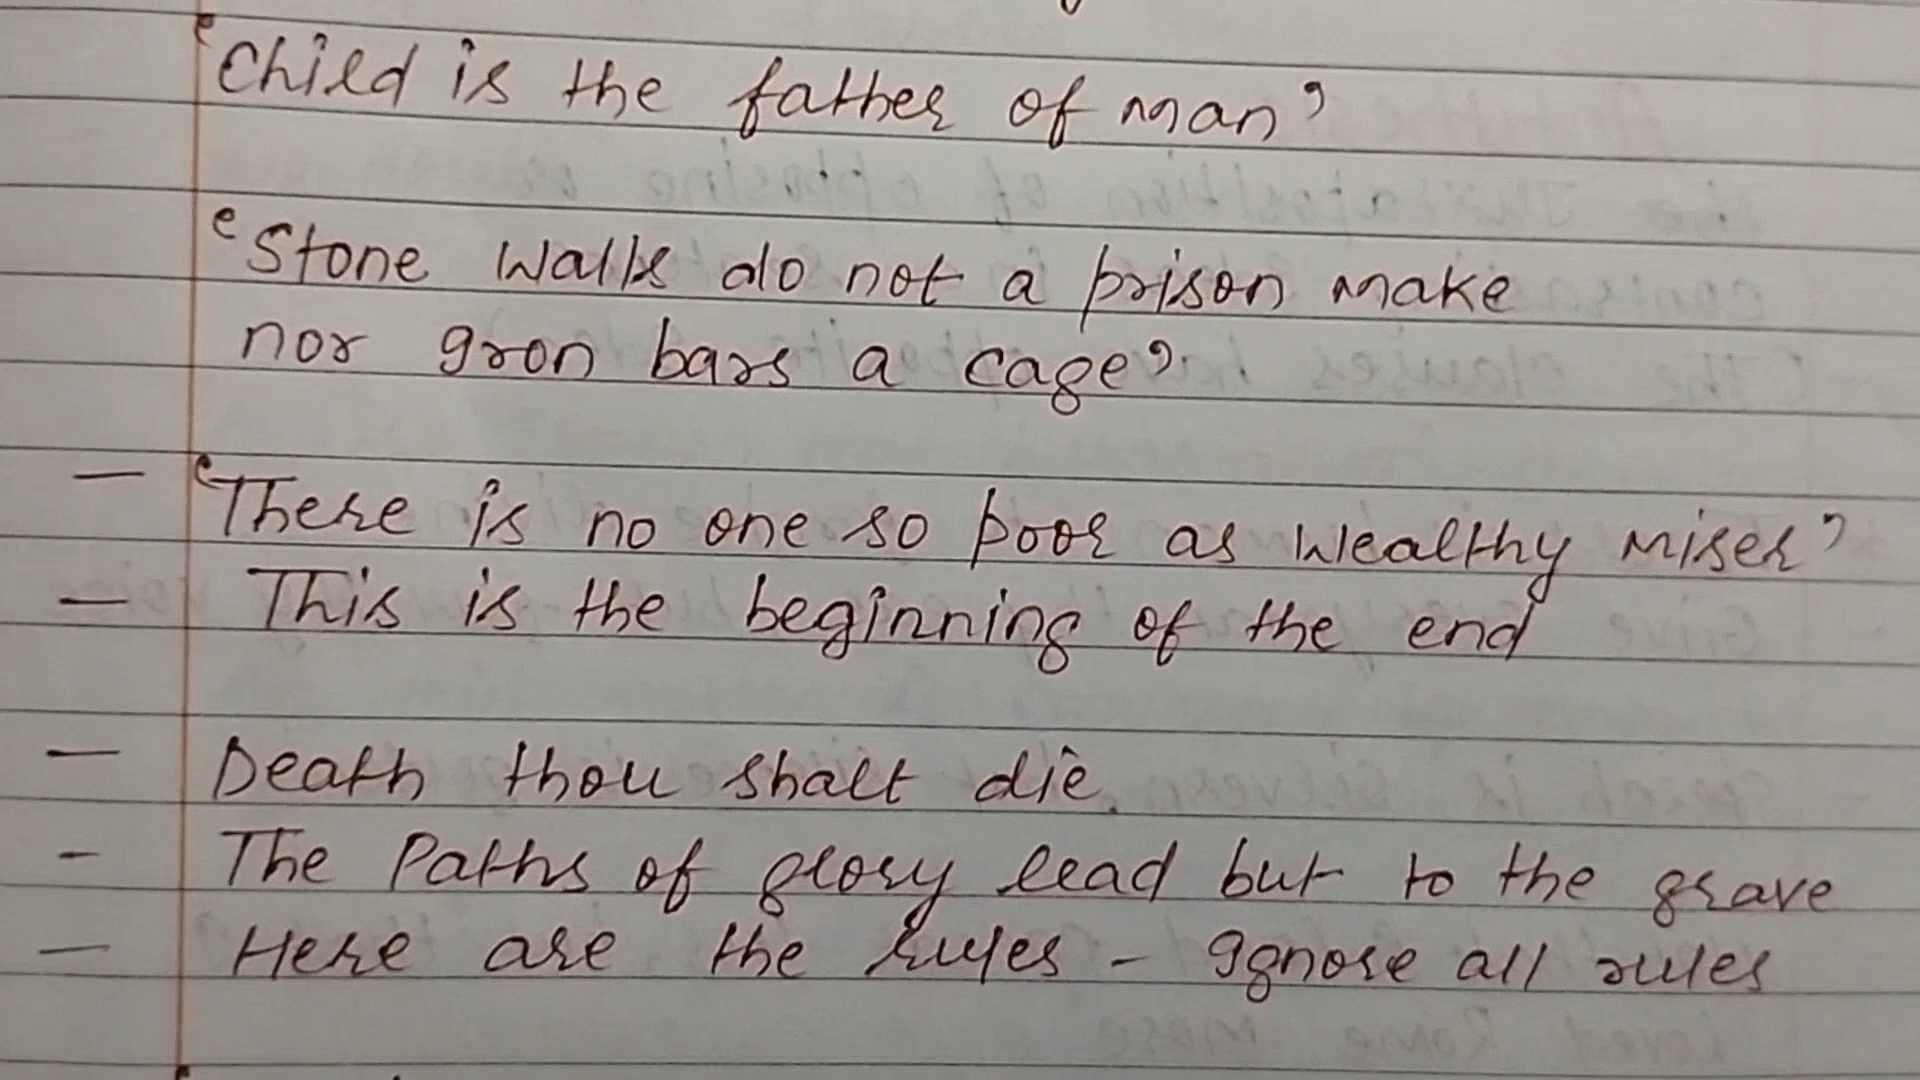 ‘Child is the father of man’
‘Stone Walls do not a prison make
nor Iron bars a cage’
— ‘There is no one so poor as wealthy miser’
— This is the beginning of the end
— Death thou shalt die.
— The Paths of glory lead but to the grave
— Here are the rules - Ignore all rules